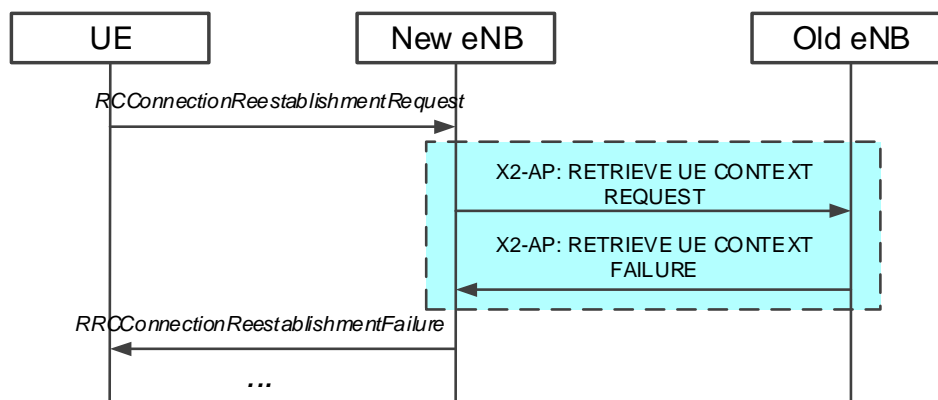 UE
New eNB
Old eNB
RCConnectionReestablishmentRequest
X2-AP: RETRIEVE UE CONTEXT
REQUEST
X2-AP: RETRIEVE UE CONTEXT
FAILURE
RRCConnectionReestablishmentFailure
...